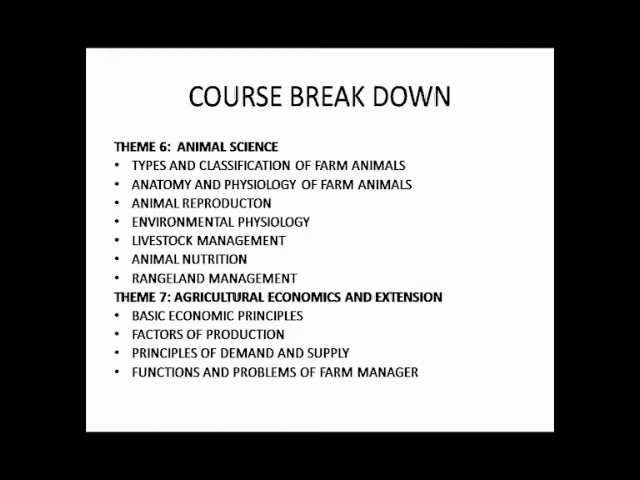 COURSE BREAK DOWN
THEME 6: ANIMAL SCIENCE
• TYPES AND CLASSIFICATION OF FARM ANIMALS
• ANATOMY AND PHYSIOLOGY OF FARM ANIMALS
• ANIMAL REPRODUCTON
• ENVIRONMENTAL PHYSIOLOGY
• LIVESTOCK MANAGEMENT
• ANIMAL NUTRITION
• RANGELAND MANAGEMENT
THEME 7: AGRICULTURAL ECONOMICS AND EXTENSION
• BASIC ECONOMIC PRINCIPLES
• FACTORS OF PRODUCTION
• PRINCIPLES OF DEMAND AND SUPPLY
• FUNCTIONS AND PROBLEMS OF FARM MANAGER